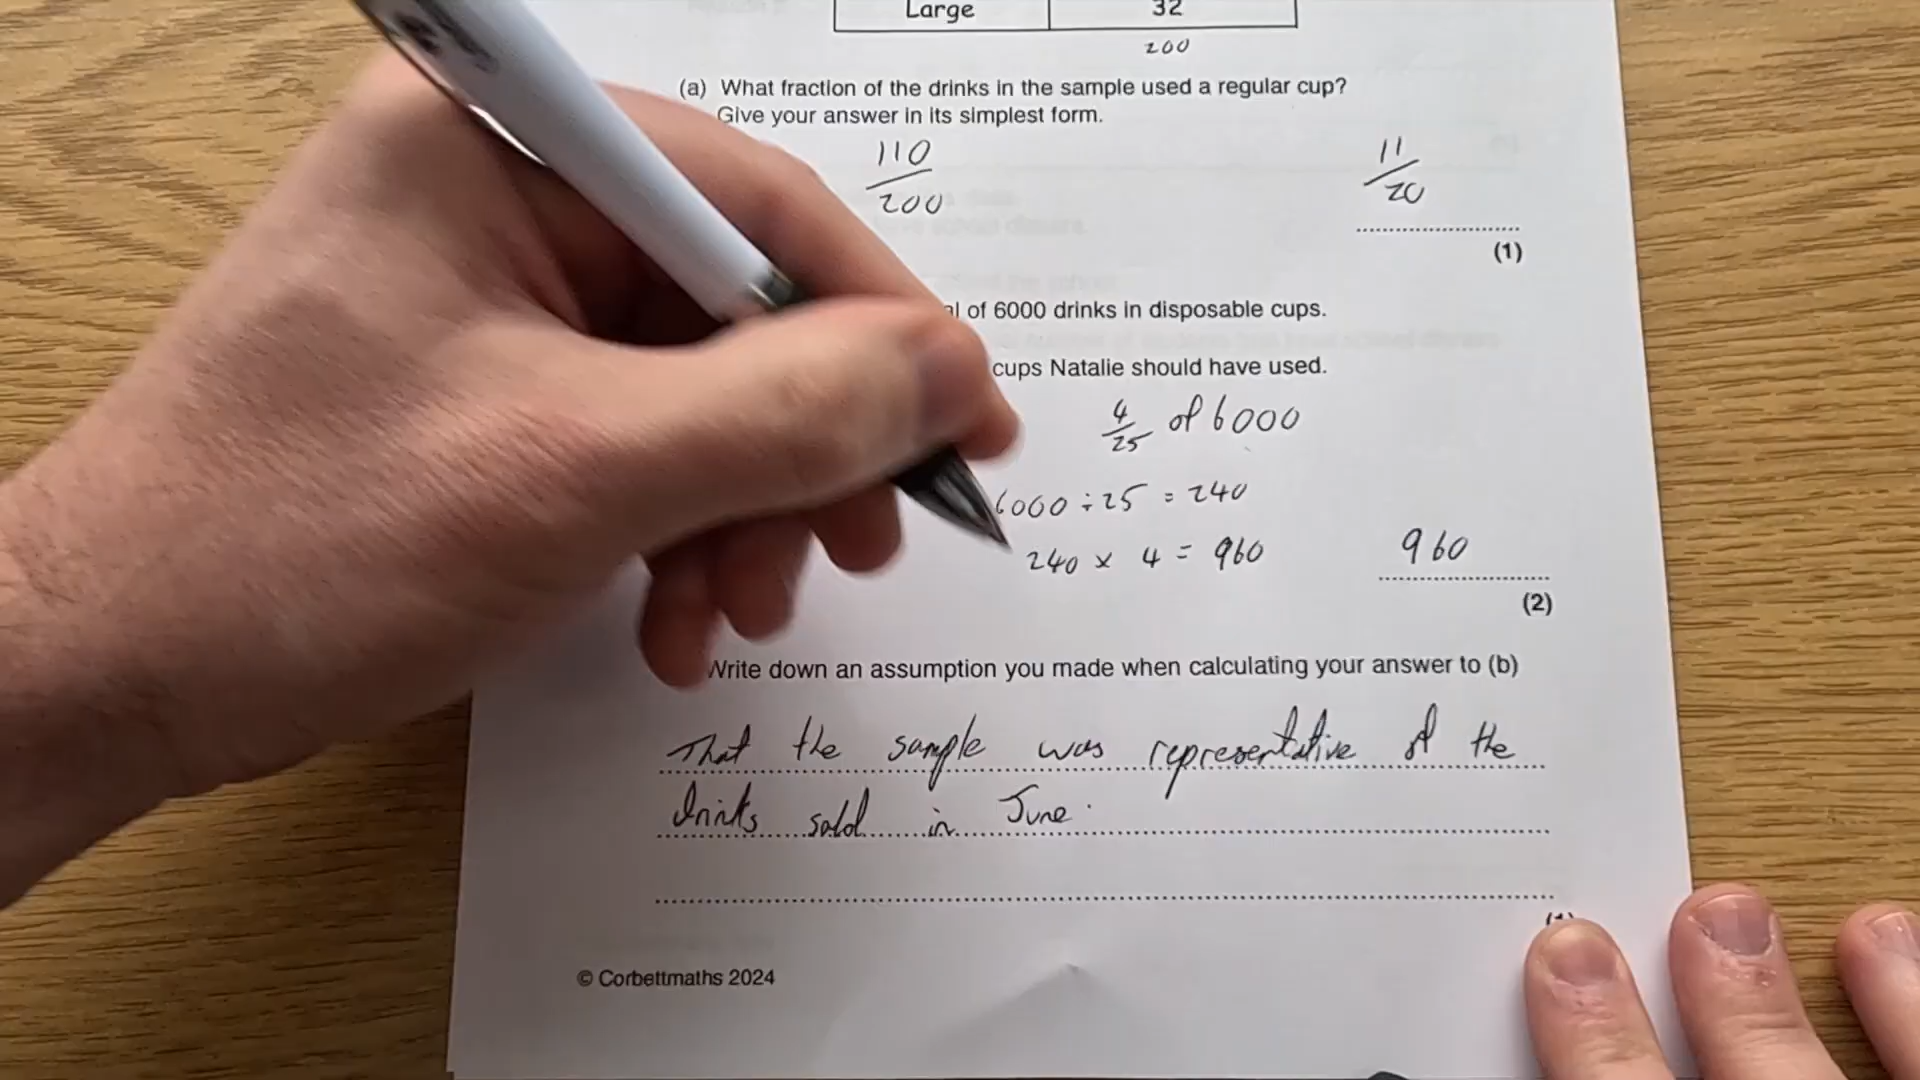 Large 32
200
(a) What fraction of the drinks in the sample used a regular cup?
Give your answer in its simplest form.
110/200
11/20
(1)
of 6000 drinks in disposable cups.
cups Natalie should have used.
4/25 of 6000
6000 ÷ 25 = 240
240 × 4 = 960
960
(2)
Write down an assumption you made when calculating your answer to (b)
That the sample was representative of the
drinks sold in June.
© Corbettmaths 2024